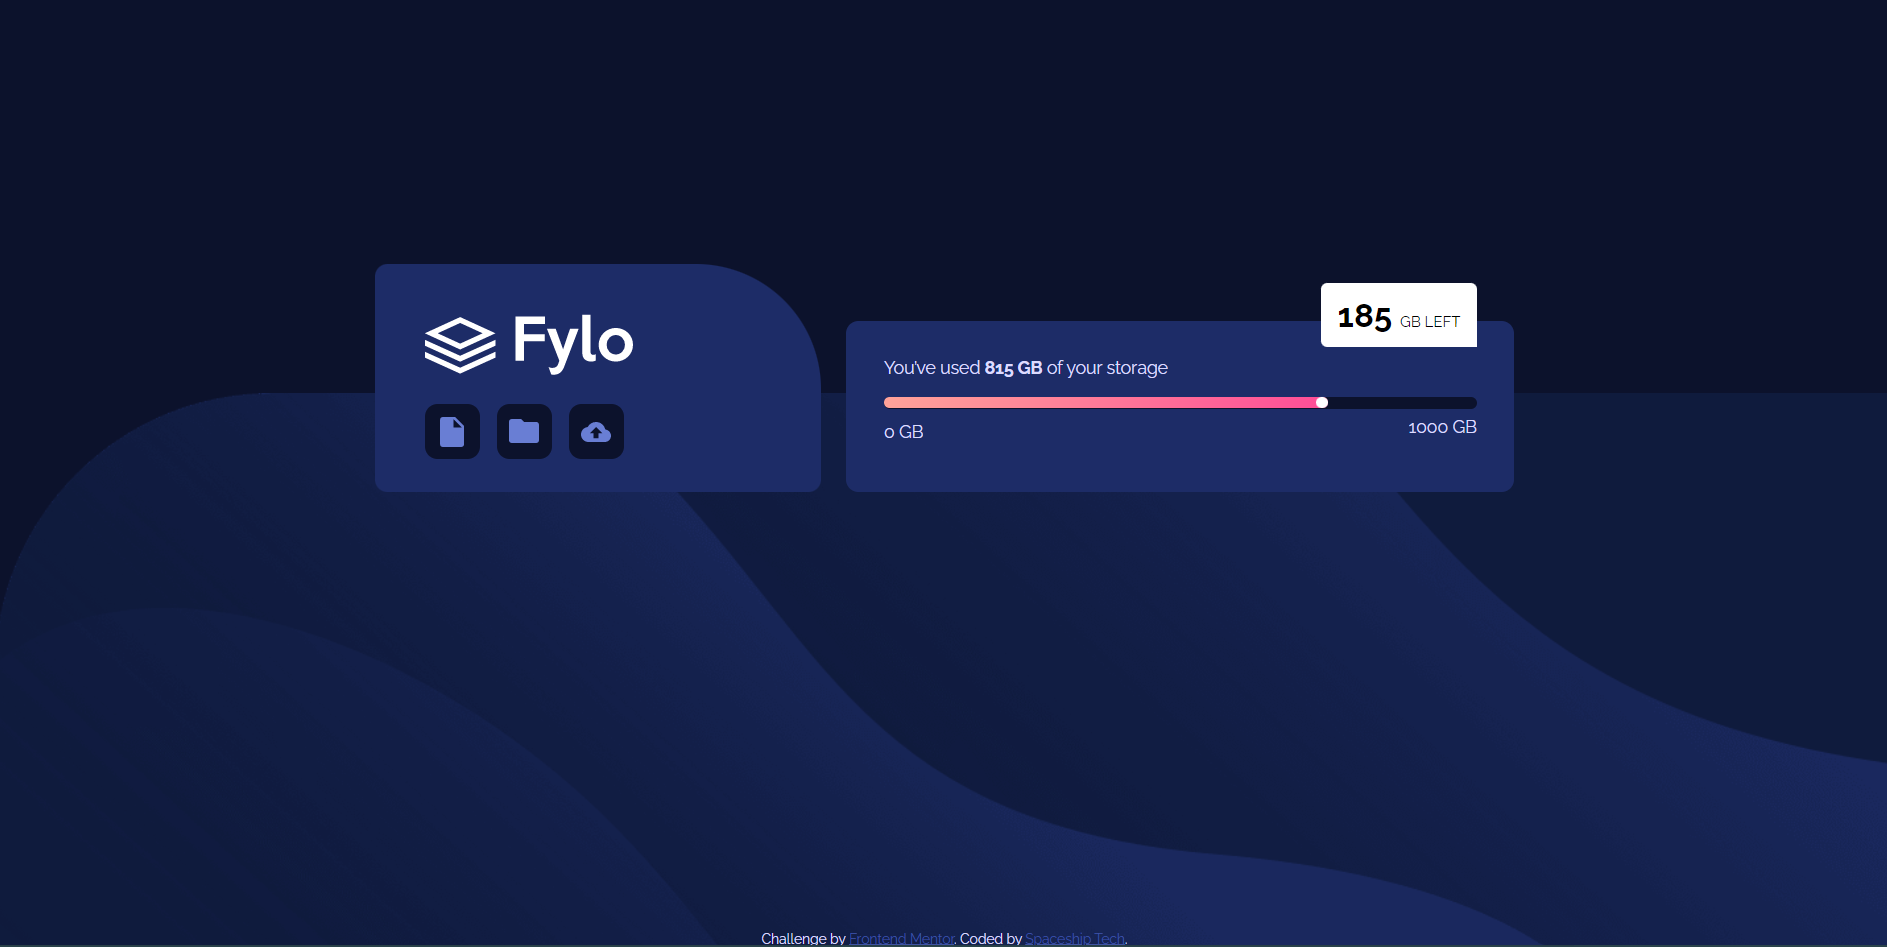 Fylo
185 GB LEFT
You've used 815 GB of your storage
0 GB
1000 GB
Challenge by Frontend Mentor. Coded by Spaceship Tech.